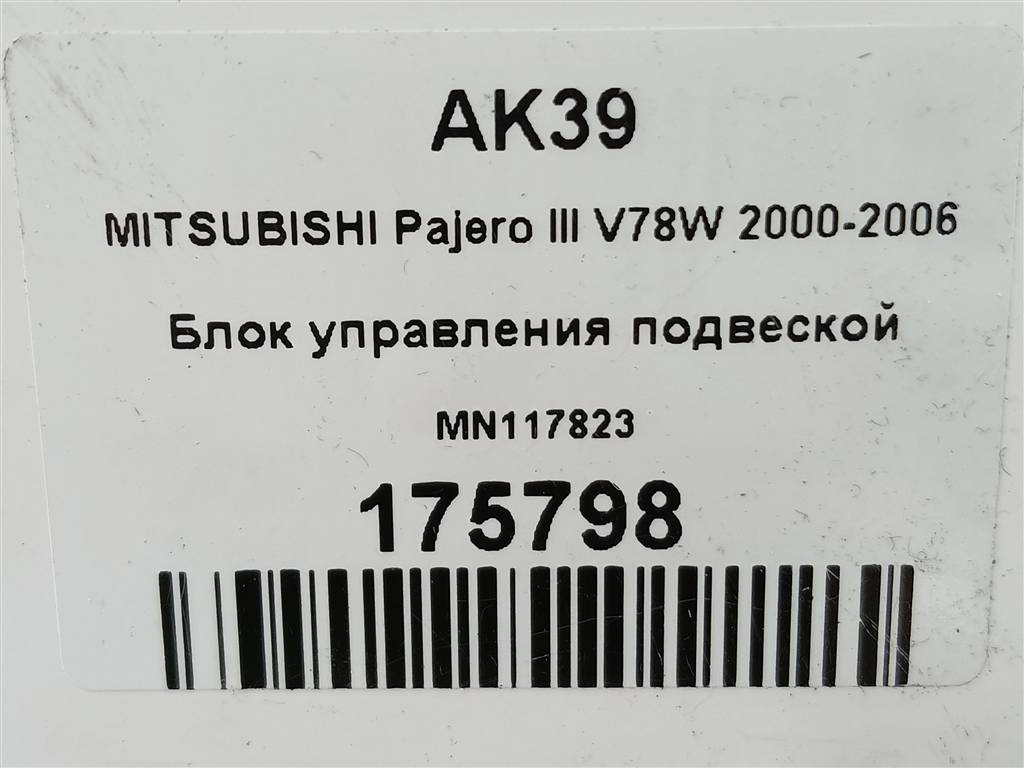 AK39
MITSUBISHI Pajero III V78W 2000-2006
Блок управления подвеской
MN117823
175798